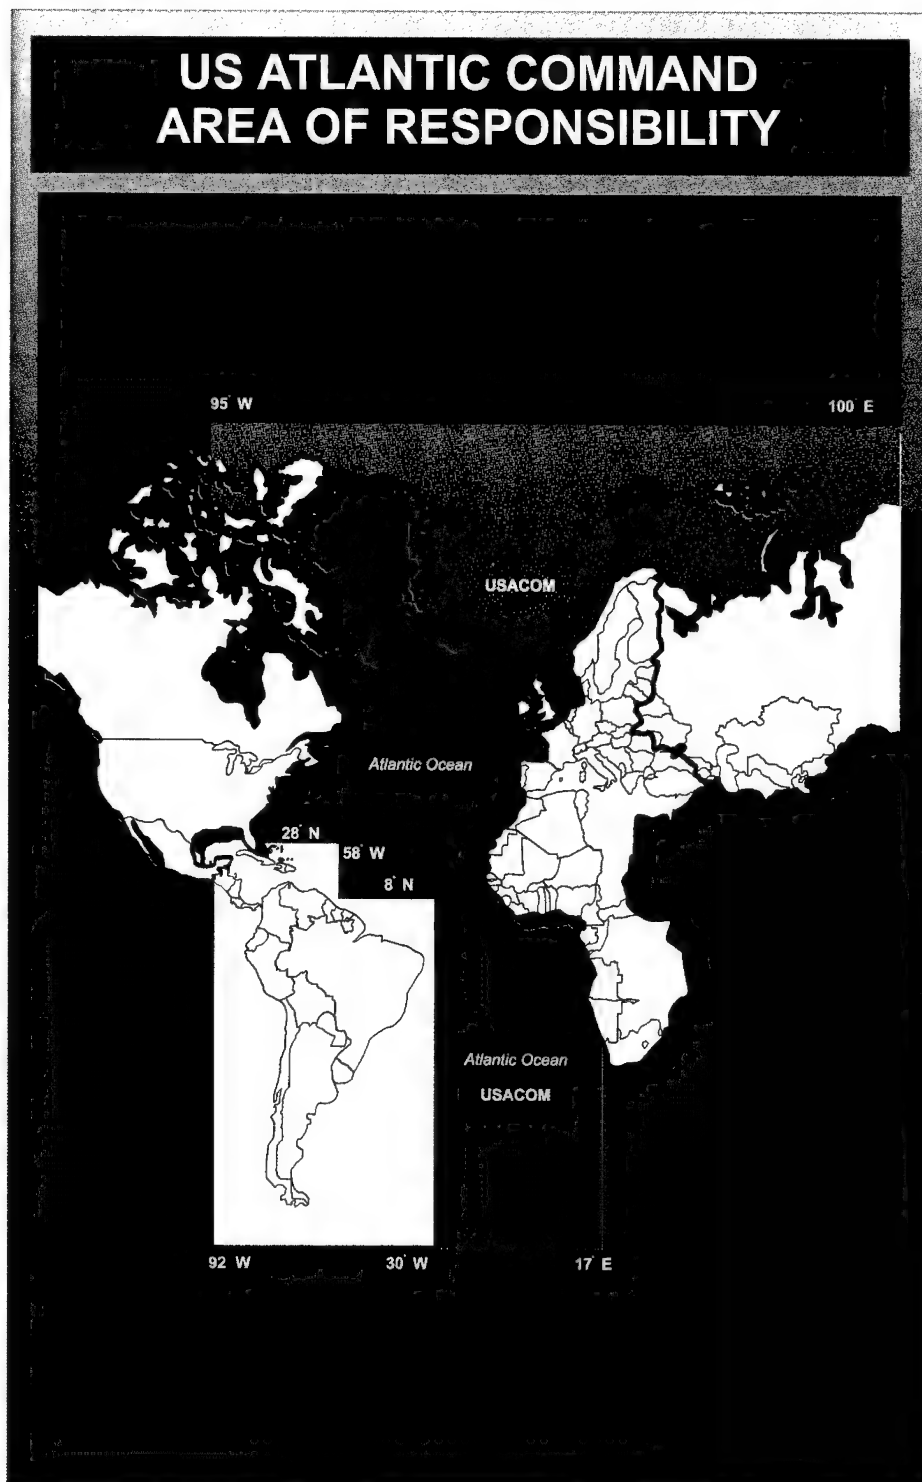 US ATLANTIC COMMAND
AREA OF RESPONSIBILITY
95° W
100° E
USACOM
Atlantic Ocean
28° N
58° W
8° N
Atlantic Ocean
USACOM
92° W
30° W
17° E